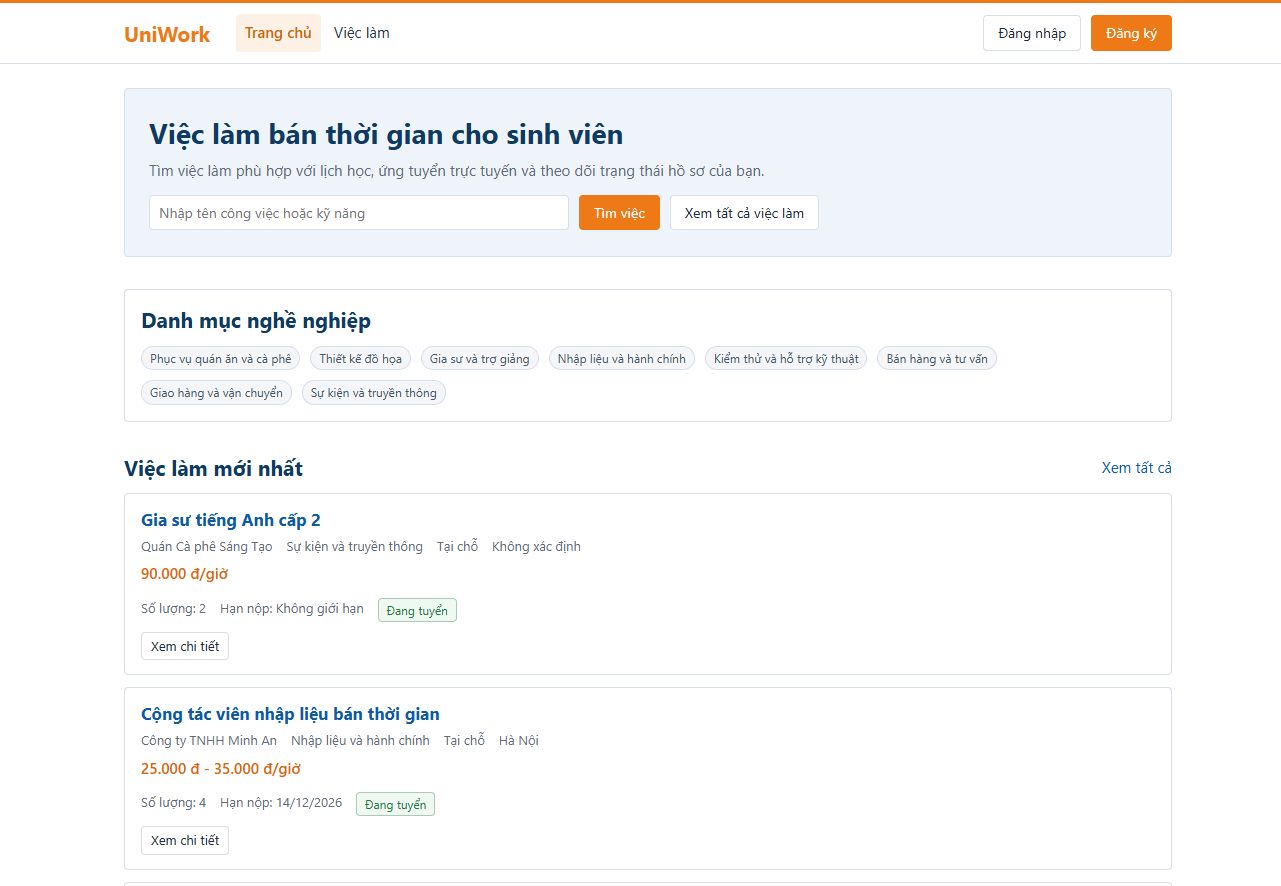 UniWork Trang chủ Việc làm Đăng nhập Đăng ký
Việc làm bán thời gian cho sinh viên
Tìm việc làm phù hợp với lịch học, ứng tuyển trực tuyến và theo dõi trạng thái hồ sơ của bạn.
Nhập tên công việc hoặc kỹ năng Tìm việc Xem tất cả việc làm
Danh mục nghề nghiệp
Phục vụ quán ăn và cà phê Thiết kế đồ họa Gia sư và trợ giảng Nhập liệu và hành chính Kiểm thử và hỗ trợ kỹ thuật Bán hàng và tư vấn
Giao hàng và vận chuyển Sự kiện và truyền thông
Việc làm mới nhất Xem tất cả
Gia sư tiếng Anh cấp 2
Quán Cà phê Sáng Tạo Sự kiện và truyền thông Tại chỗ Không xác định
90.000 đ/giờ
Số lượng: 2 Hạn nộp: Không giới hạn Đang tuyển
Xem chi tiết
Cộng tác viên nhập liệu bán thời gian
Công ty TNHH Minh An Nhập liệu và hành chính Tại chỗ Hà Nội
25.000 đ - 35.000 đ/giờ
Số lượng: 4 Hạn nộp: 14/12/2026 Đang tuyển
Xem chi tiết